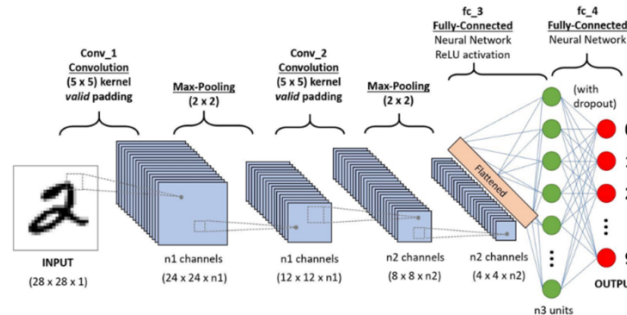 fc_3
Fully-Connected
Neural Network
ReLU activation
fc_4
Fully-Connected
Neural Network
Conv_1
Convolution
(5 x 5) kernel
valid padding
Max-Pooling
(2 x 2)
Conv_2
Convolution
(5 x 5) kernel
valid padding
Max-Pooling
(2 x 2)
(with
dropout)
Flattened
2
INPUT
(28 x 28 x 1)
n1 channels
(24 x 24 x n1)
n1 channels
(12 x 12 x n1)
n2 channels
(8 x 8 x n2)
n2 channels
(4 x 4 x n2)
2
OUTPU
n3 units